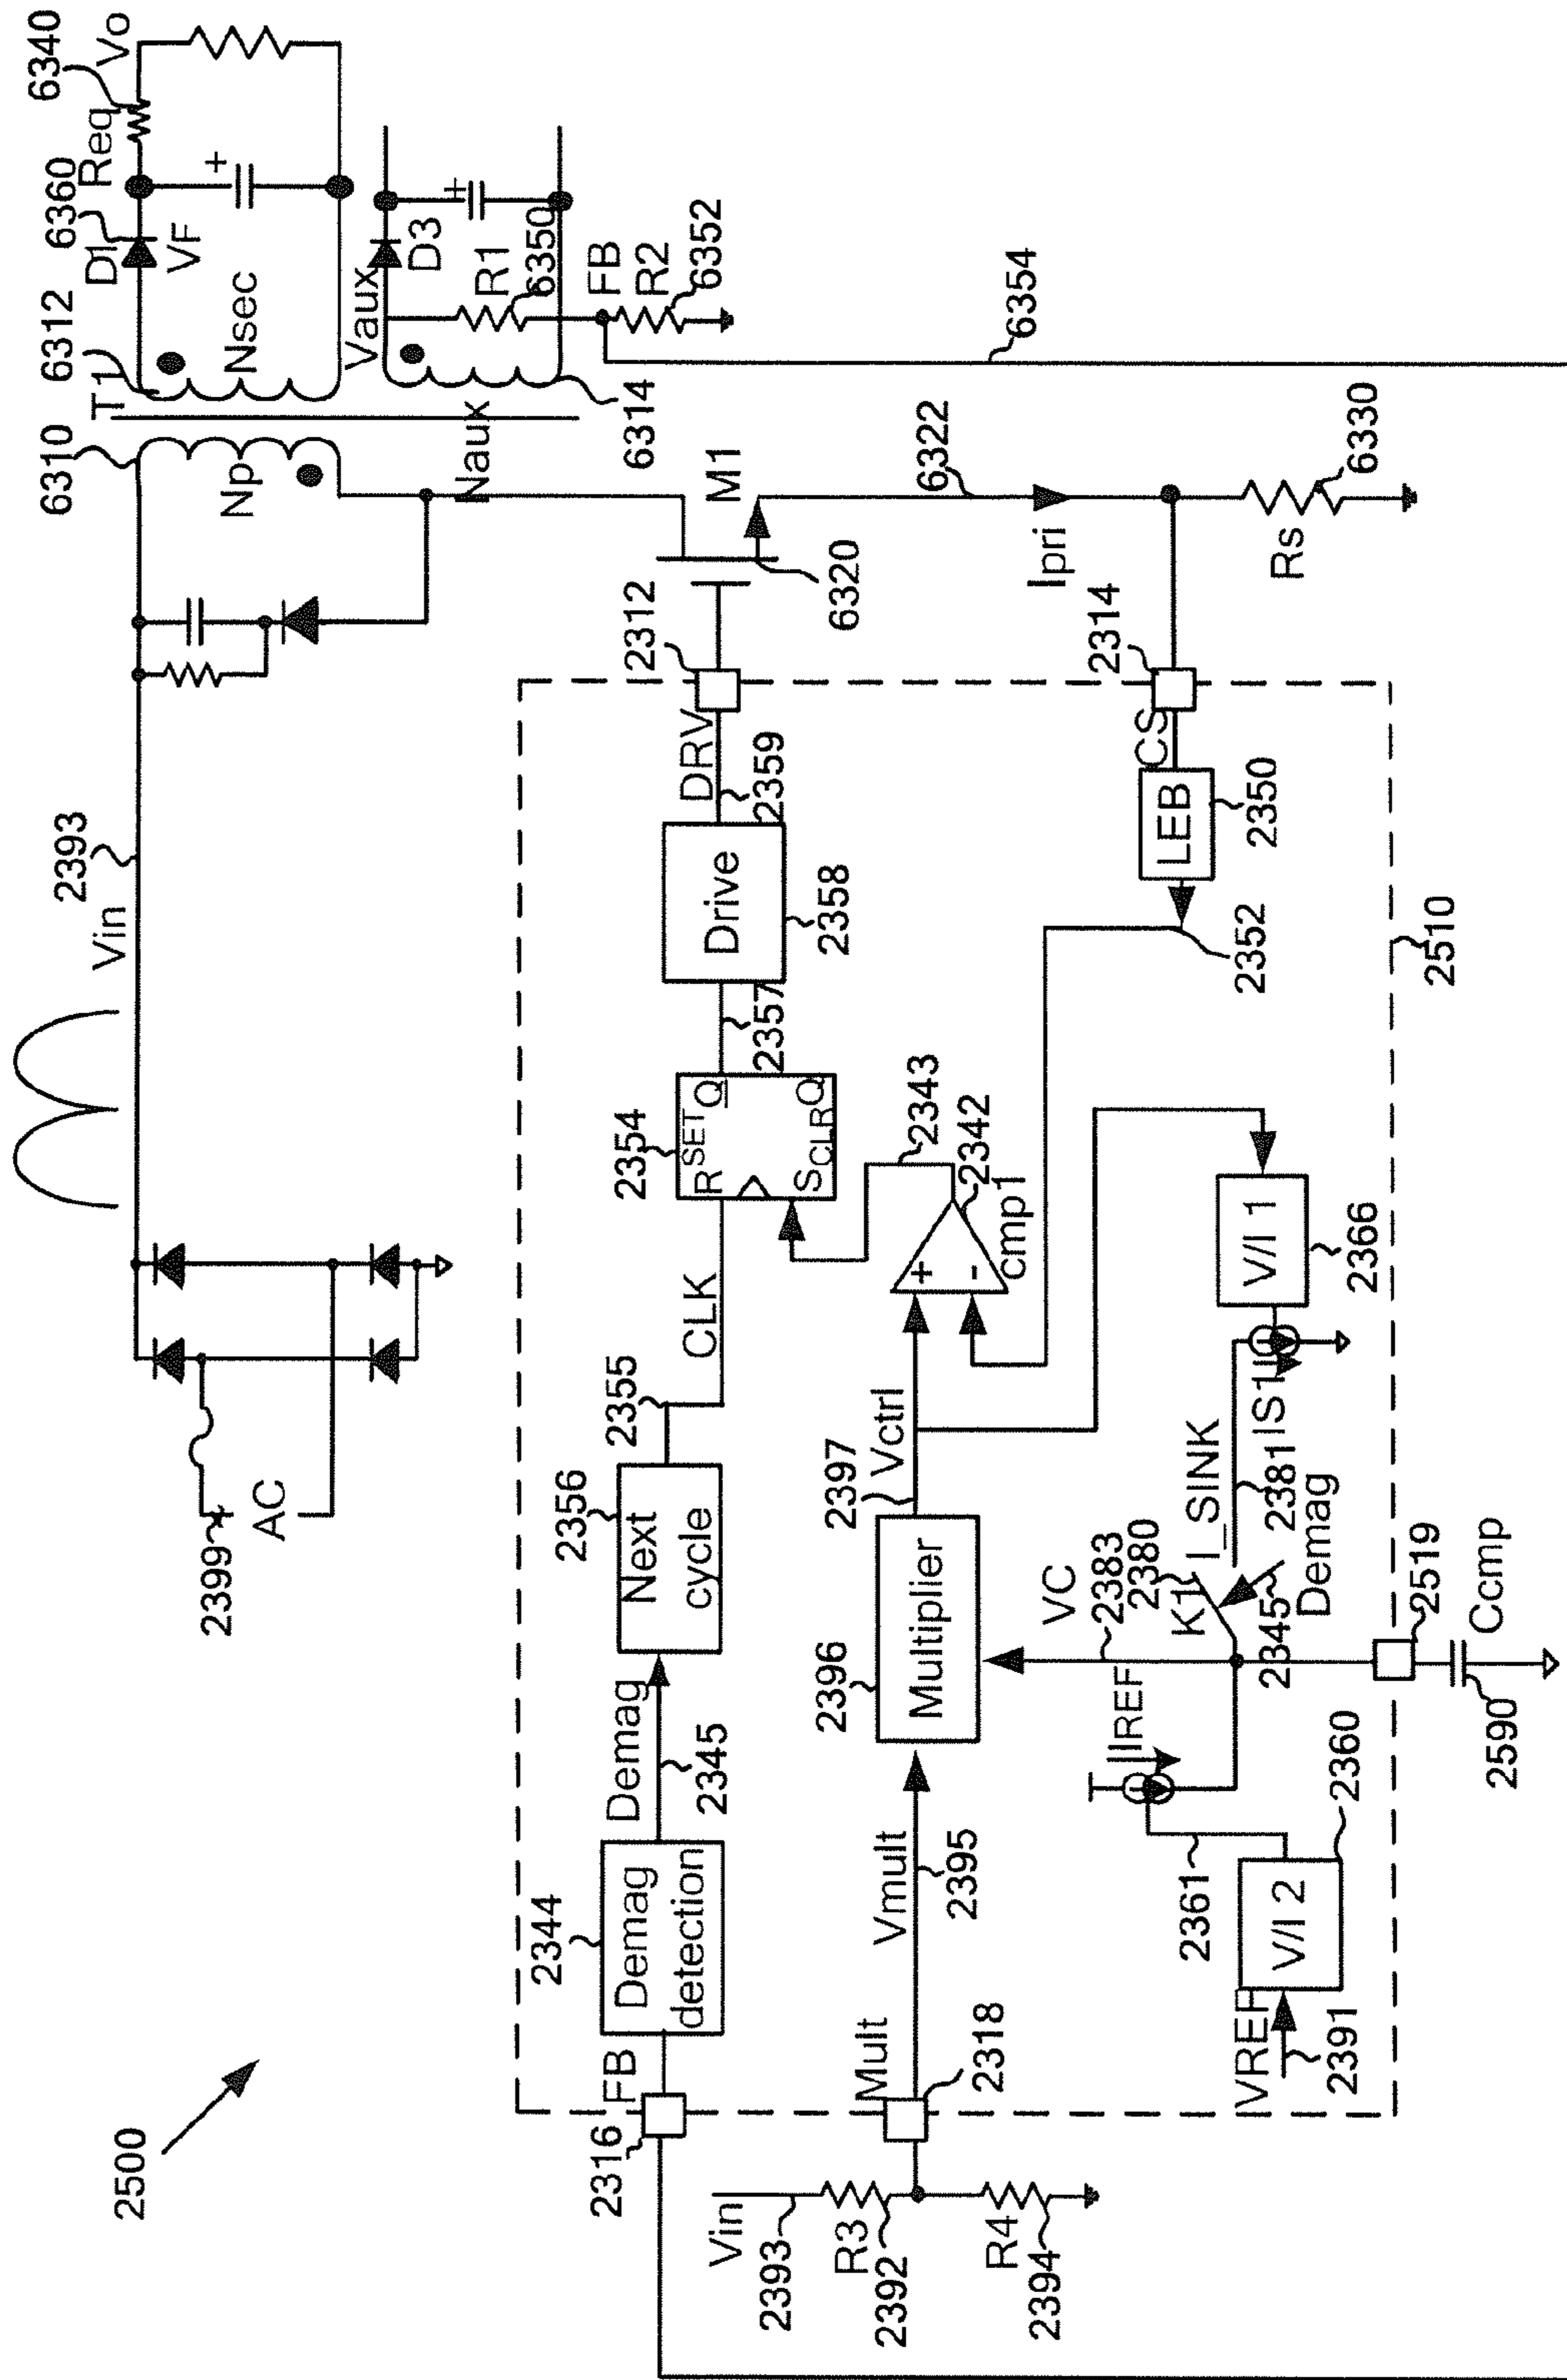 2500
2399
AC
Vin
2393
6310
Np
T1
6312
Nsec
D1
6360
VF
Req
6340
Vo
Vaux
D3
R1
6350
FB
R2
6352
6354
Naux
6314
M1
6320
6322
Ipri
Rs
6330
2316
FB
2344
Demag
detection
Demag
2345
2356
Next
cycle
2355
CLK
2354
R SET Q
S CLR Q
2357
Drive
2358
DRV
2359
2312
2343
2342
cmp1
+
-
CS
2314
LEB
2350
2352
Vin
2393
R3
2392
R4
2394
Mult
2318
Vmult
2395
2396
Multiplier
2397
Vctrl
VC
2383
2380
K1
I_SINK
2381
IS1
2345
Demag
V/I 1
2366
IREF
2361
V/I 2
2360
VREF
2391
2519
Ccmp
2590
2510
+
+